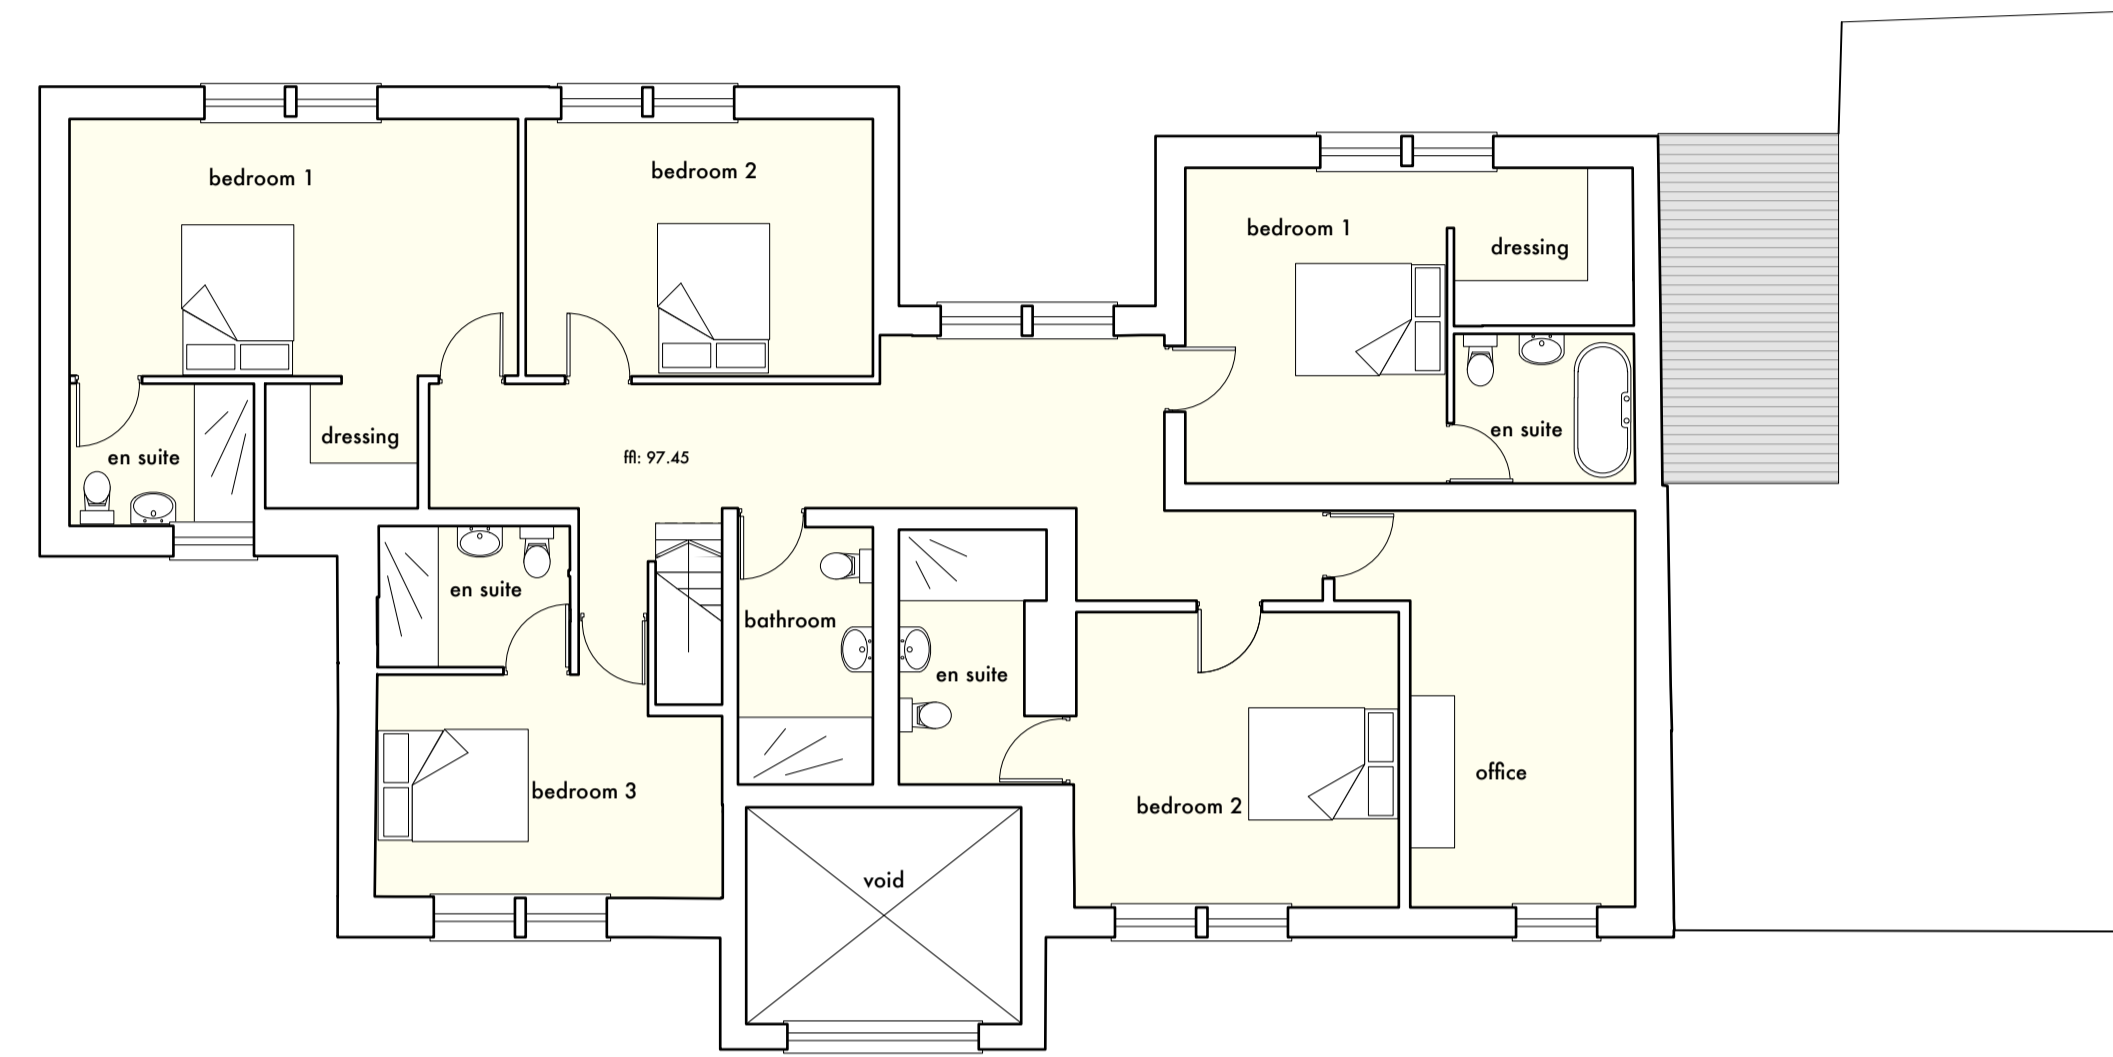 bedroom 1
bedroom 2
bedroom 1
dressing
dressing
en suite
en suite
ffl: 97.45
en suite
bathroom
en suite
bedroom 3
bedroom 2
office
void